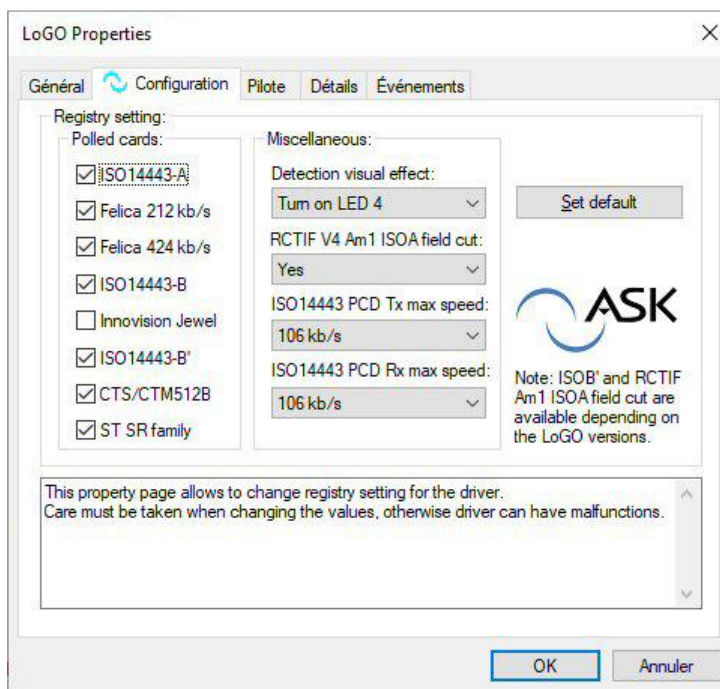 LoGO Properties
Général
Configuration
Pilote
Détails
Événements
Registry setting:
Polled cards:
ISO14443-A
Felica 212 kb/s
Felica 424 kb/s
ISO14443-B
Innovision Jewel
ISO14443-B'
CTS/CTM512B
ST SR family
Miscellaneous:
Detection visual effect:
Turn on LED 4
RCTIF V4 Am1 ISOA field cut:
Yes
ISO14443 PCD Tx max speed:
106 kb/s
ISO14443 PCD Rx max speed:
106 kb/s
Set default
ASK
Note: ISOB' and RCTIF
Am1 ISOA field cut are
available depending on
the LoGO versions.
This property page allows to change registry setting for the driver.
Care must be taken when changing the values, otherwise driver can have malfunctions.
OK
Annuler